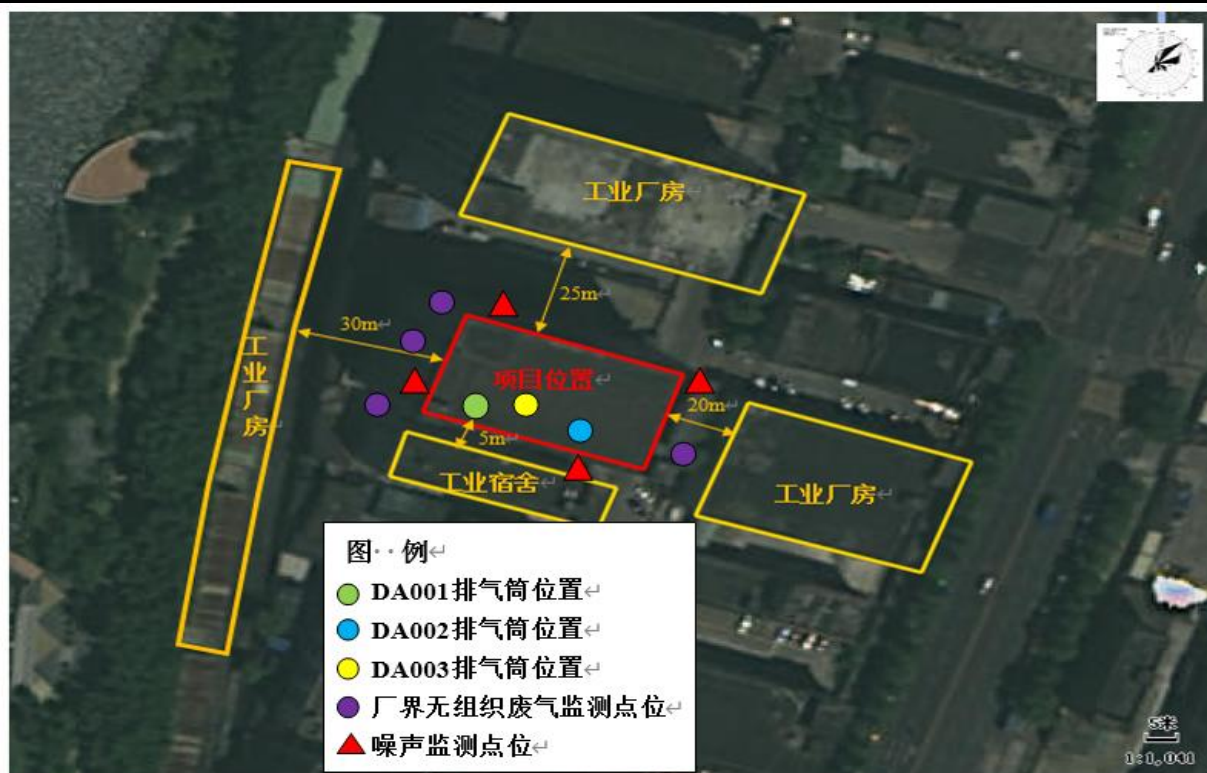 工业厂房↵
25m↵
30m↵
工业厂房↵
项目位置↵
20m↵
5m↵
工业宿舍↵
工业厂房↵
图··例↵
DA001排气筒位置↵
DA002排气筒位置↵
DA003排气筒位置↵
厂界无组织废气监测点位↵
噪声监测点位↵
5米
1:1,041